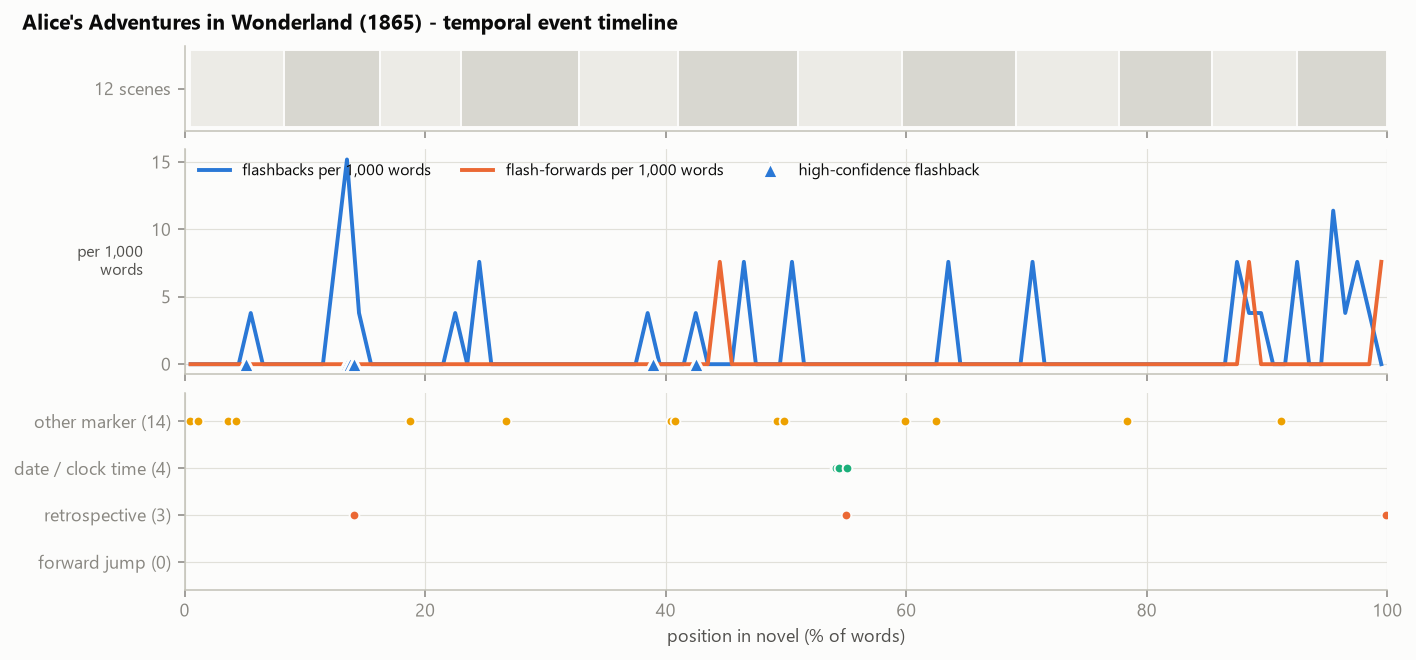 Alice's Adventures in Wonderland (1865) - temporal event timeline
12 scenes
15
10
5
0
per 1,000
words
flashbacks per 1,000 words
flash-forwards per 1,000 words
high-confidence flashback
other marker (14)
date / clock time (4)
retrospective (3)
forward jump (0)
0
20
40
60
80
100
position in novel (% of words)